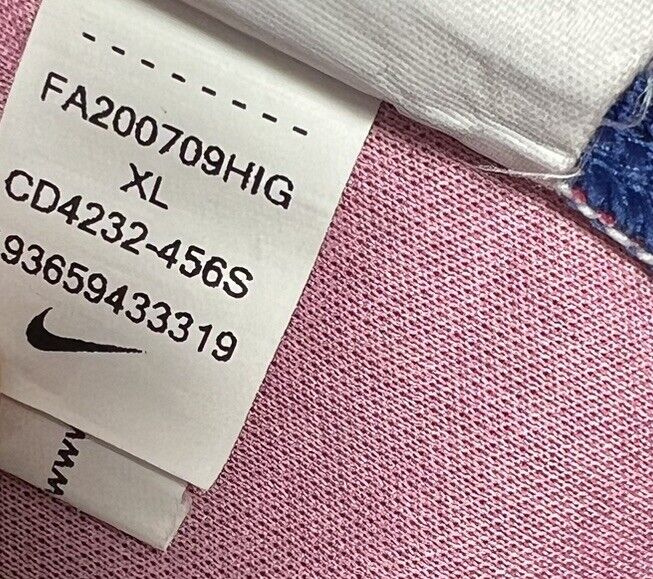 ---------
FA200709HIG
XL
CD4232-456S
93659433319